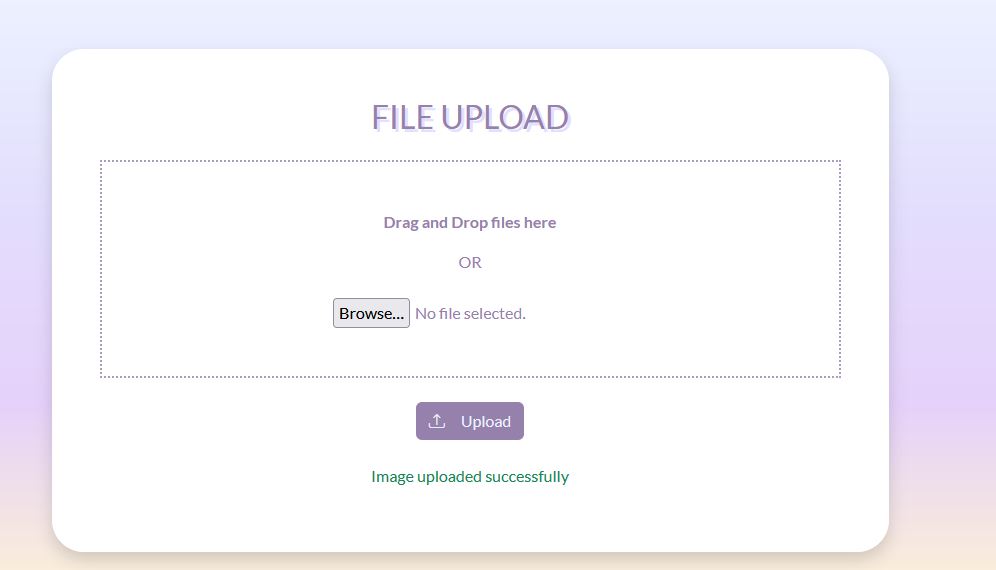 FILE UPLOAD
Drag and Drop files here
OR
Browse... No file selected.
Upload
Image uploaded successfully